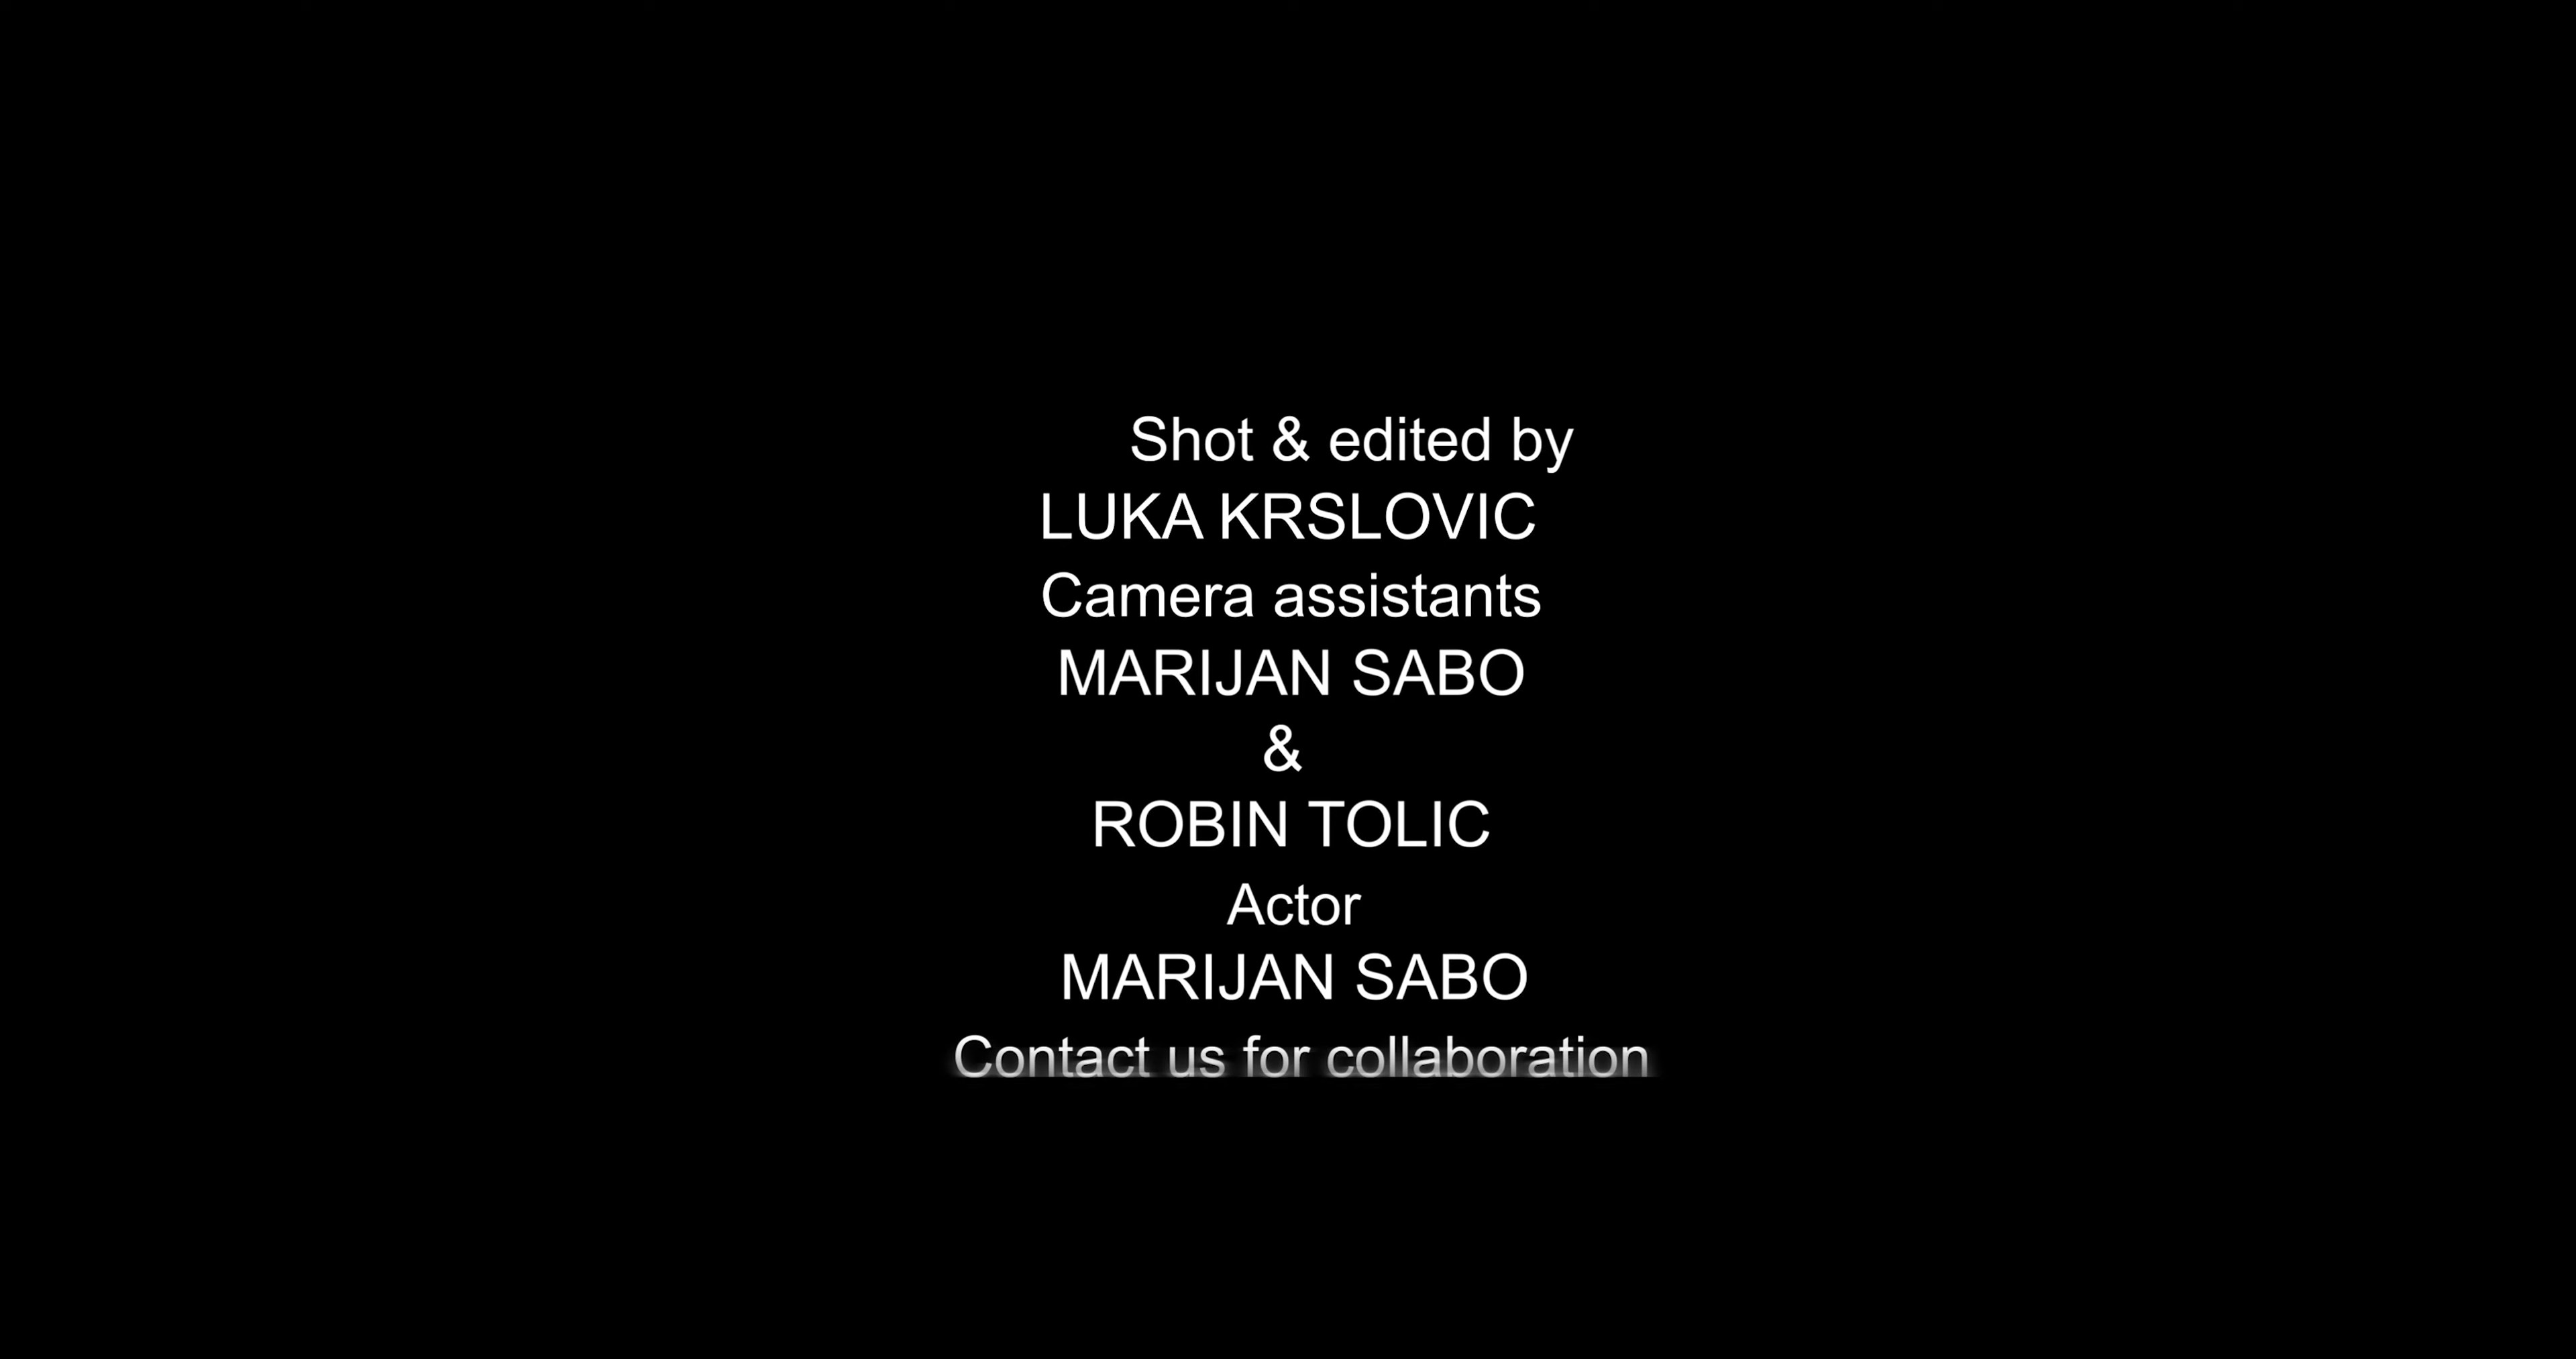 Shot & edited by
LUKA KRSLOVIC
Camera assistants
MARIJAN SABO
&
ROBIN TOLIC
Actor
MARIJAN SABO
Contact us for collaboration